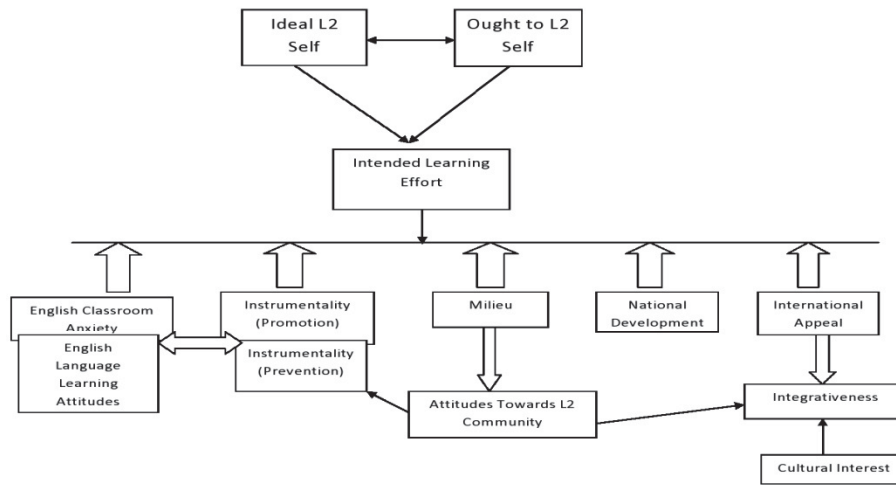 Ideal L2
Self
Ought to L2
Self
Intended Learning
Effort
English Classroom
Anxiety
Instrumentality
(Promotion)
Milieu
National
Development
International
Appeal
English
Language
Learning
Attitudes
Instrumentality
(Prevention)
Attitudes Towards L2
Community
Integrativeness
Cultural Interest